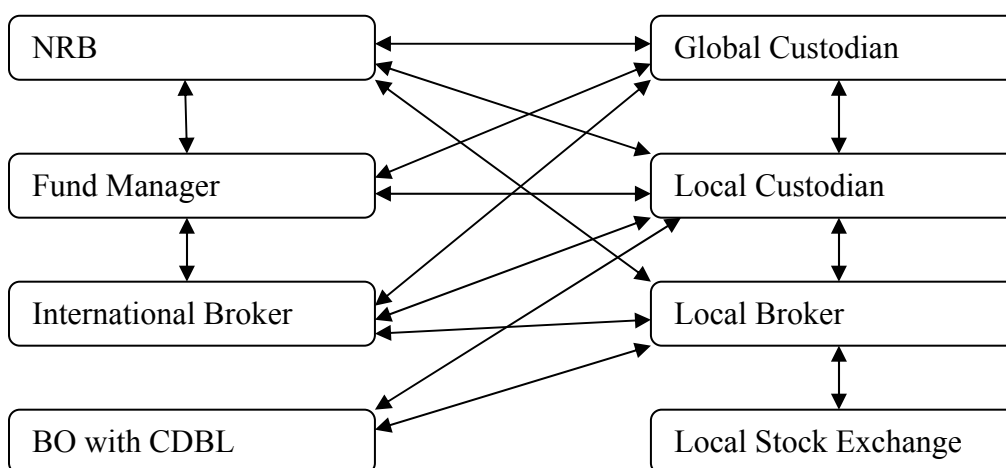 NRB
Global Custodian
Fund Manager
Local Custodian
International Broker
Local Broker
BO with CDBL
Local Stock Exchange